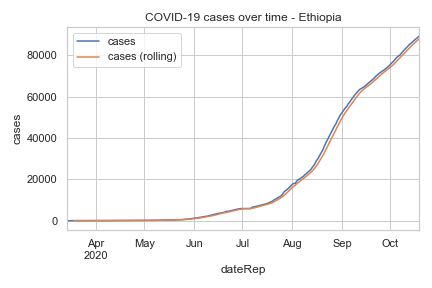 COVID-19 cases over time - Ethiopia
cases
cases (rolling)
80000
60000
40000
20000
0
cases
Apr May Jun Jul Aug Sep Oct
2020
dateRep